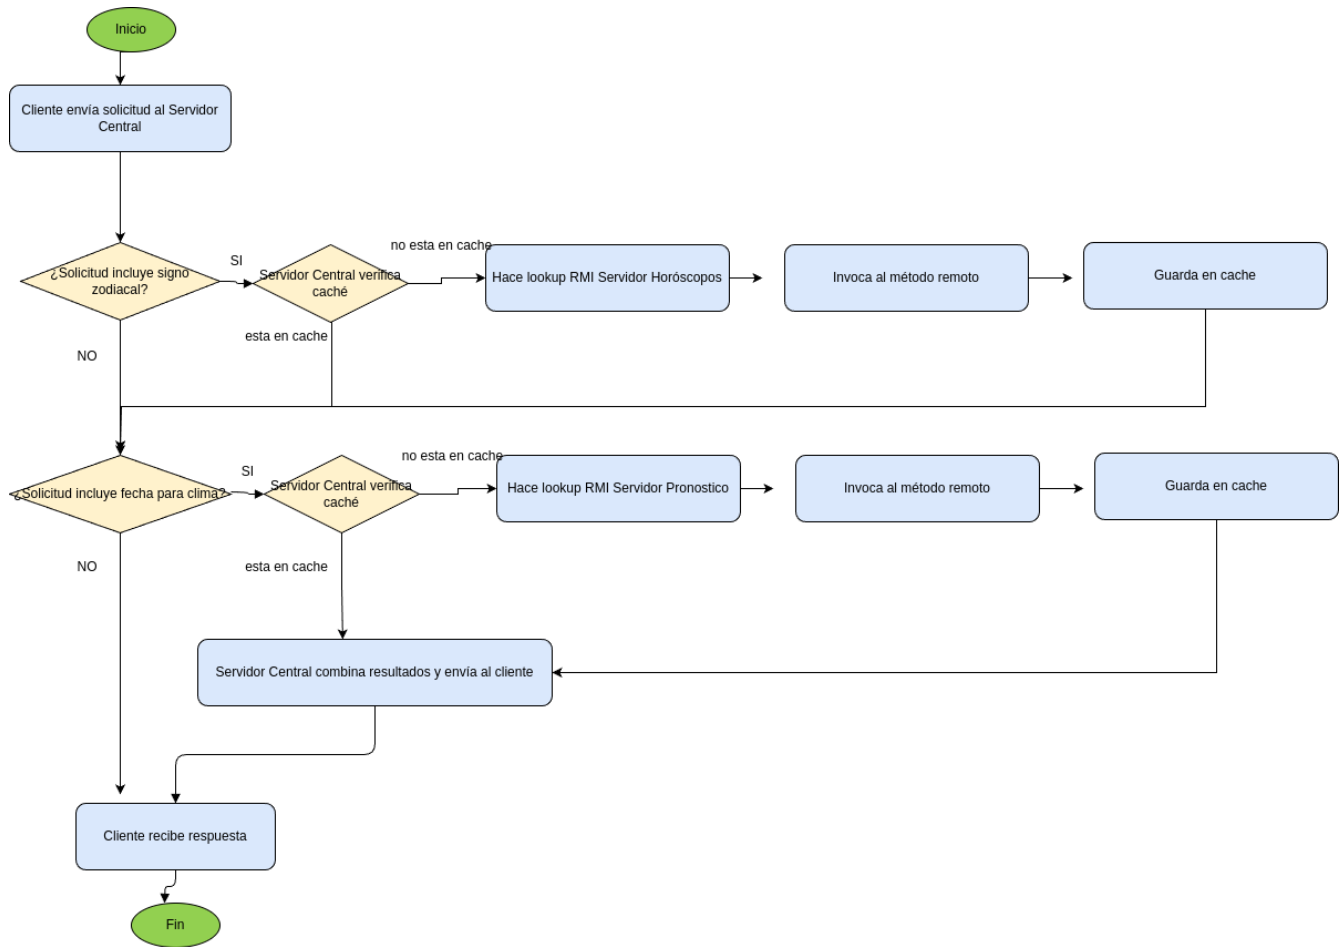 Inicio
Cliente envía solicitud al Servidor
Central
no esta en cache
SI
¿Solicitud incluye signo
zodiacal?
Servidor Central verifica
caché
Hace lookup RMI Servidor Horóscopos
Invoca al método remoto
Guarda en cache
esta en cache
NO
no esta en cache
SI
¿Solicitud incluye fecha para clima?
Servidor Central verifica
caché
Hace lookup RMI Servidor Pronostico
Invoca al método remoto
Guarda en cache
NO
esta en cache
Servidor Central combina resultados y envía al cliente
Cliente recibe respuesta
Fin